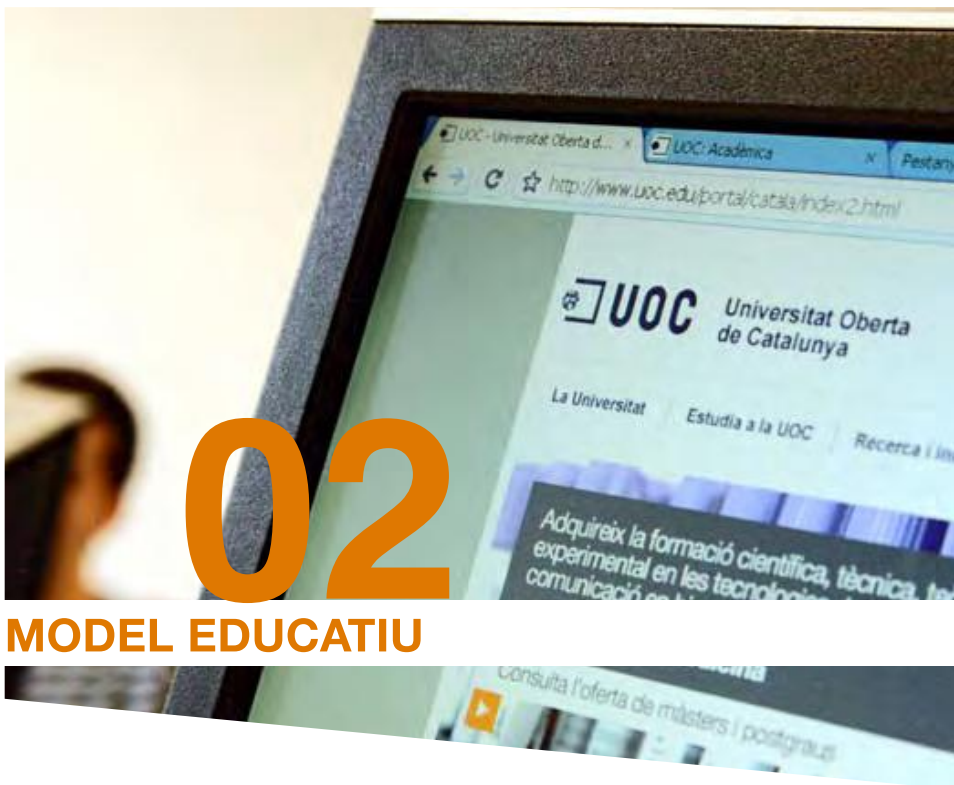 UOC - Universitat Oberta d... ×
UOC: Acadèmica ×
http://www.uoc.edu/portal/catala/index2.html
UOC
Universitat Oberta
de Catalunya
La Universitat
Estudia a la UOC
Recerca i
Adquireix la formació científica, tècnica,
experimental en les
comunicació
Consulta l'oferta de màsters i postgraus
02
MODEL EDUCATIU